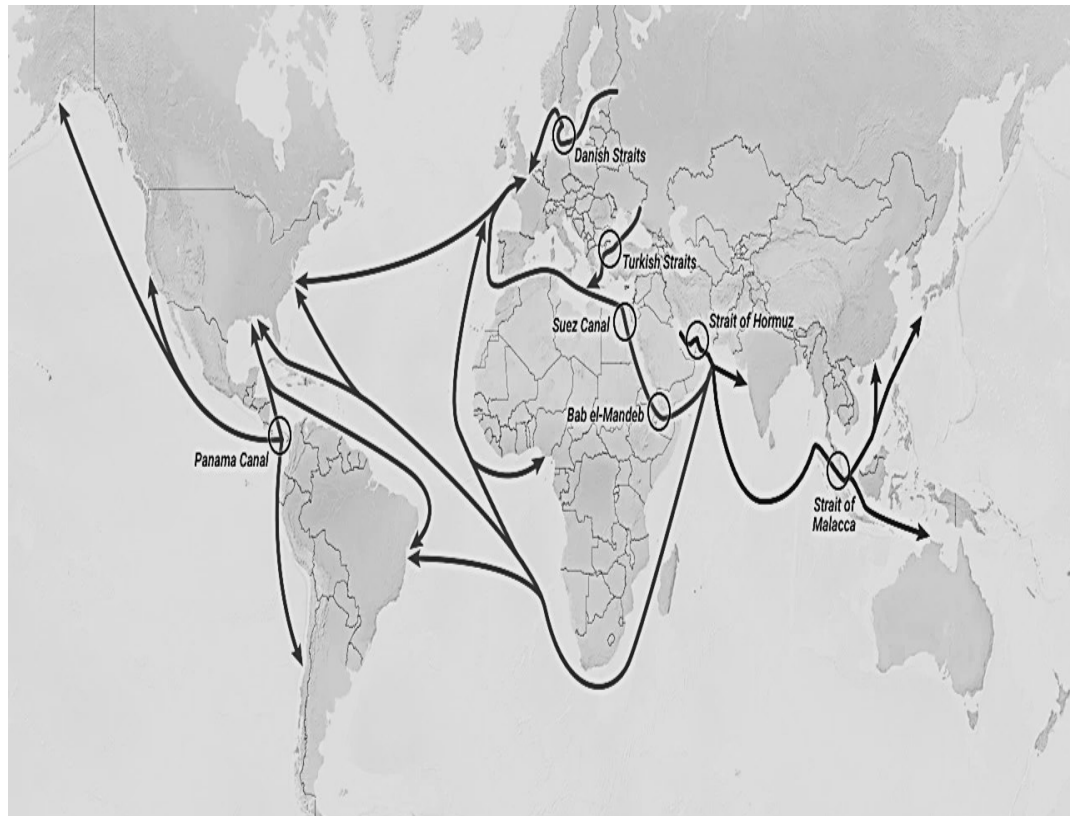 Danish Straits
Turkish Straits
Suez Canal
Strait of Hormuz
Bab el-Mandeb
Panama Canal
Strait of
Malacca